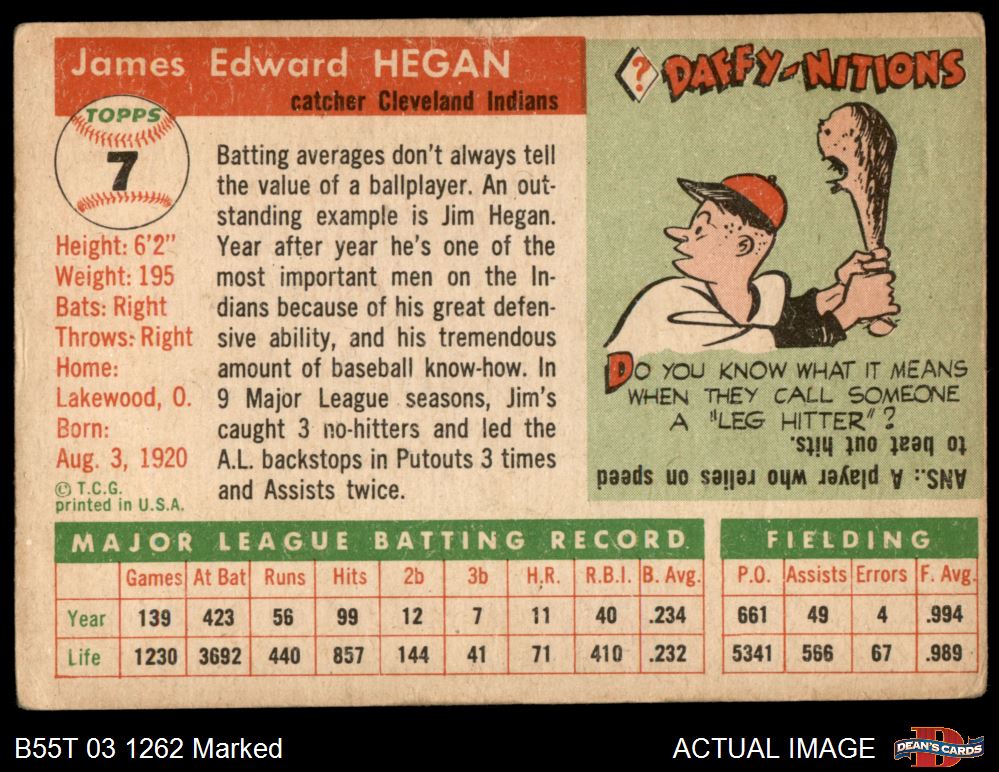 James Edward HEGAN
catcher Cleveland Indians
TOPPS
7
Height: 6'2"
Weight: 195
Bats: Right
Throws: Right
Home:
Lakewood, O.
Born:
Aug. 3, 1920
© T.C.G.
printed in U.S.A.
Batting averages don't always tell
the value of a ballplayer. An out-
standing example is Jim Hegan.
Year after year he's one of the
most important men on the In-
dians because of his great defen-
sive ability, and his tremendous
amount of baseball know-how. In
9 Major League seasons, Jim's
caught 3 no-hitters and led the
A.L. backstops in Putouts 3 times
and Assists twice.
? DAFFY-NITIONS
DO YOU KNOW WHAT IT MEANS
WHEN THEY CALL SOMEONE
A "LEG HITTER"?
ANS.: A player who relies on speed
to beat out hits.
MAJOR LEAGUE BATTING RECORD FIELDING
Games At Bat Runs Hits 2b 3b H.R. R.B.I. B. Avg. P.O. Assists Errors F. Avg.
Year 139 423 56 99 12 7 11 40 .234 661 49 4 .994
Life 1230 3692 440 857 144 41 71 410 .232 5341 566 67 .989
B55T 03 1262 Marked
ACTUAL IMAGE
D
DEAN'S CARDS